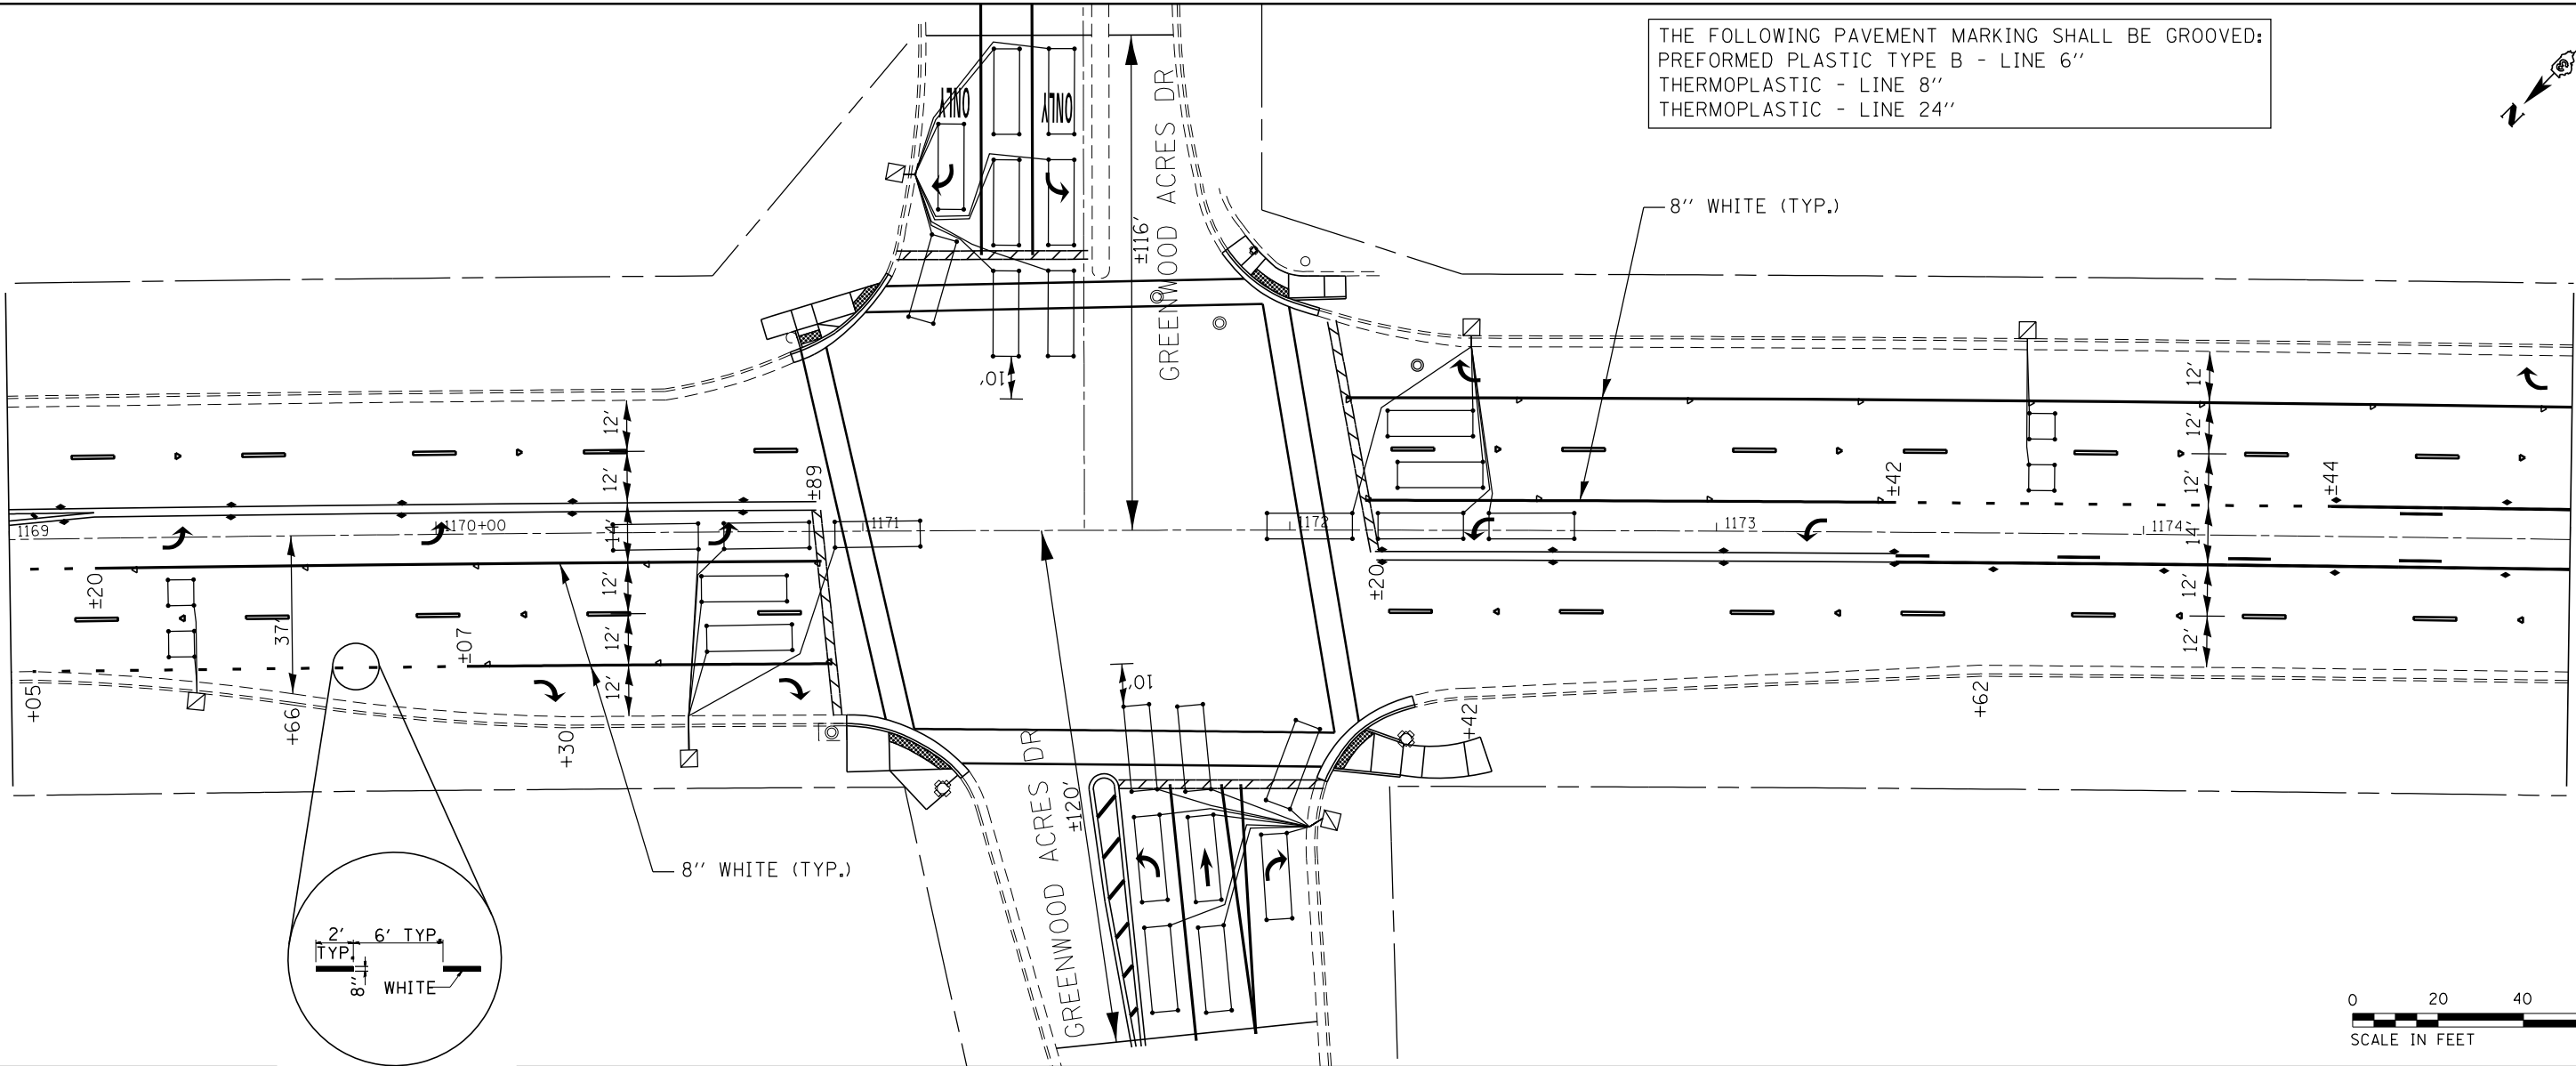 THE FOLLOWING PAVEMENT MARKING SHALL BE GROOVED:
PREFORMED PLASTIC TYPE B - LINE 6''
THERMOPLASTIC - LINE 8''
THERMOPLASTIC - LINE 24''
N
ONLY
ONLY
GREENWOOD ACRES DR
±116'
8'' WHITE (TYP.)
10'
12'
12'
14'
12'
12'
12'
±89
12'
12'
12'
14'
12'
12'
±42
±44
1169
1170+00
1171
1172
1173
1174
±20
37'
±07
±20
+05
+66
+30
10'
+42
+62
GREENWOOD ACRES DR
±120'
8'' WHITE (TYP.)
2'
TYP.
6' TYP.
8''
WHITE
0 20 40
SCALE IN FEET